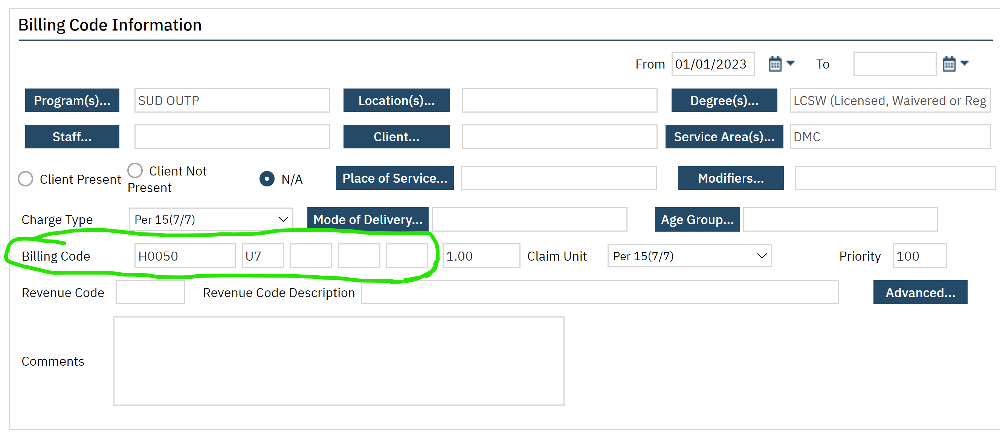 Billing Code Information
From 01/01/2023 To
Program(s)... SUD OUTP Location(s)... Degree(s)... LCSW (Licensed, Waivered or Reg
Staff... Client... Service Area(s)... DMC
Client Present Client Not Present N/A Place of Service... Modifiers...
Charge Type Per 15(7/7) Mode of Delivery... Age Group...
Billing Code H0050 U7 1.00 Claim Unit Per 15(7/7) Priority 100
Revenue Code Revenue Code Description Advanced...
Comments